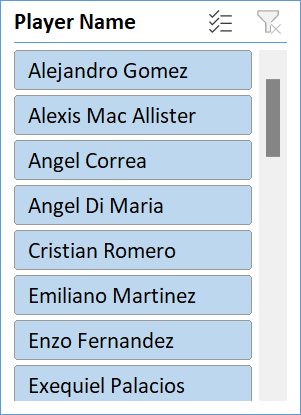 Player Name
Alejandro Gomez
Alexis Mac Allister
Angel Correa
Angel Di Maria
Cristian Romero
Emiliano Martinez
Enzo Fernandez
Exequiel Palacios